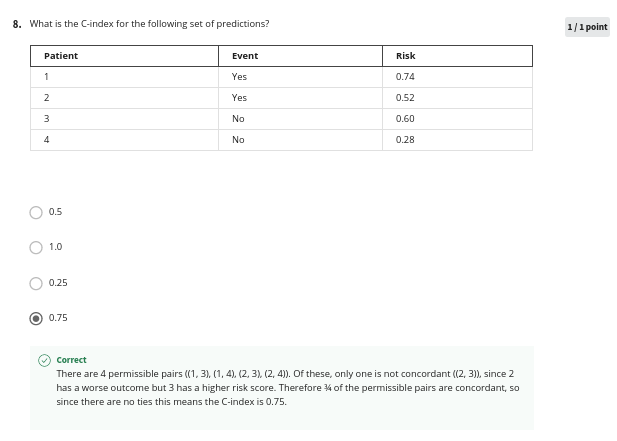 8. What is the C-index for the following set of predictions?
1 / 1 point
Patient Event Risk
1 Yes 0.74
2 Yes 0.52
3 No 0.60
4 No 0.28
0.5
1.0
0.25
0.75
Correct
There are 4 permissible pairs ((1, 3), (1, 4), (2, 3), (2, 4)). Of these, only one is not concordant ((2, 3)), since 2
has a worse outcome but 3 has a higher risk score. Therefore ¾ of the permissible pairs are concordant, so
since there are no ties this means the C-index is 0.75.